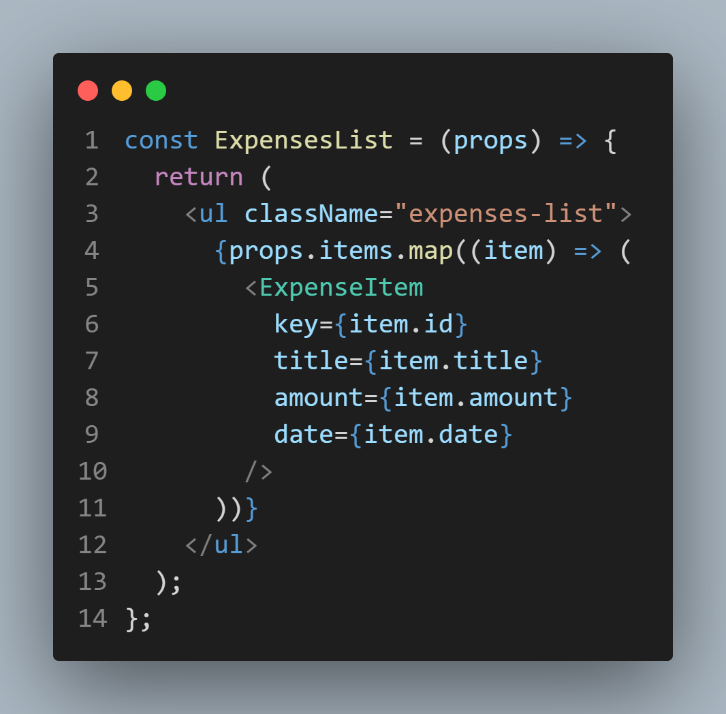 1 const ExpensesList = (props) => {
2   return (
3     <ul className="expenses-list">
4       {props.items.map((item) => (
5         <ExpenseItem
6           key={item.id}
7           title={item.title}
8           amount={item.amount}
9           date={item.date}
10         />
11       ))}
12     </ul>
13   );
14 };